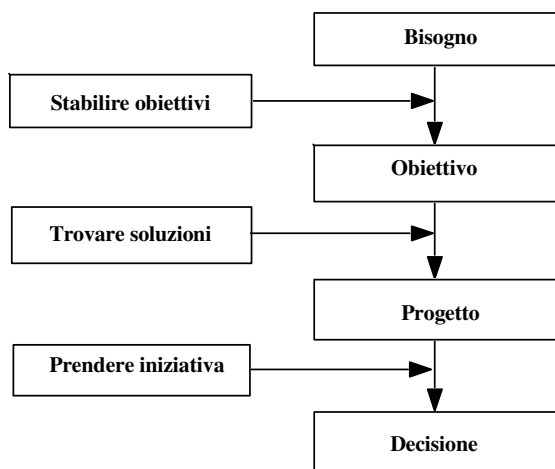 Bisogno
Stabilire obiettivi
Obiettivo
Trovare soluzioni
Progetto
Prendere iniziativa
Decisione